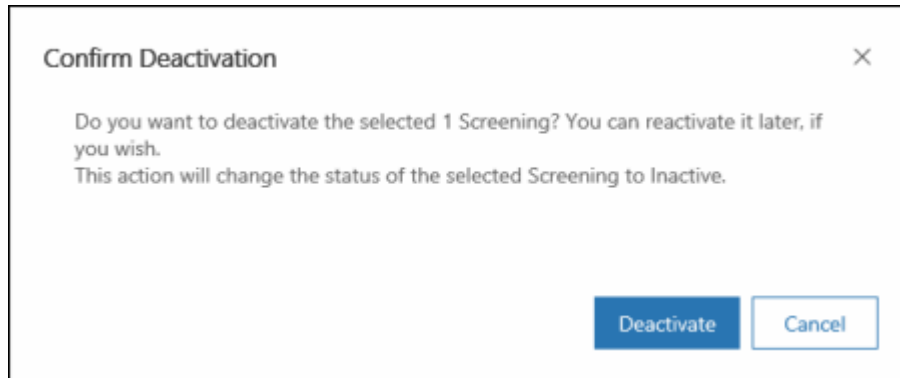 Confirm Deactivation
Do you want to deactivate the selected 1 Screening? You can reactivate it later, if
you wish.
This action will change the status of the selected Screening to Inactive.
Deactivate
Cancel